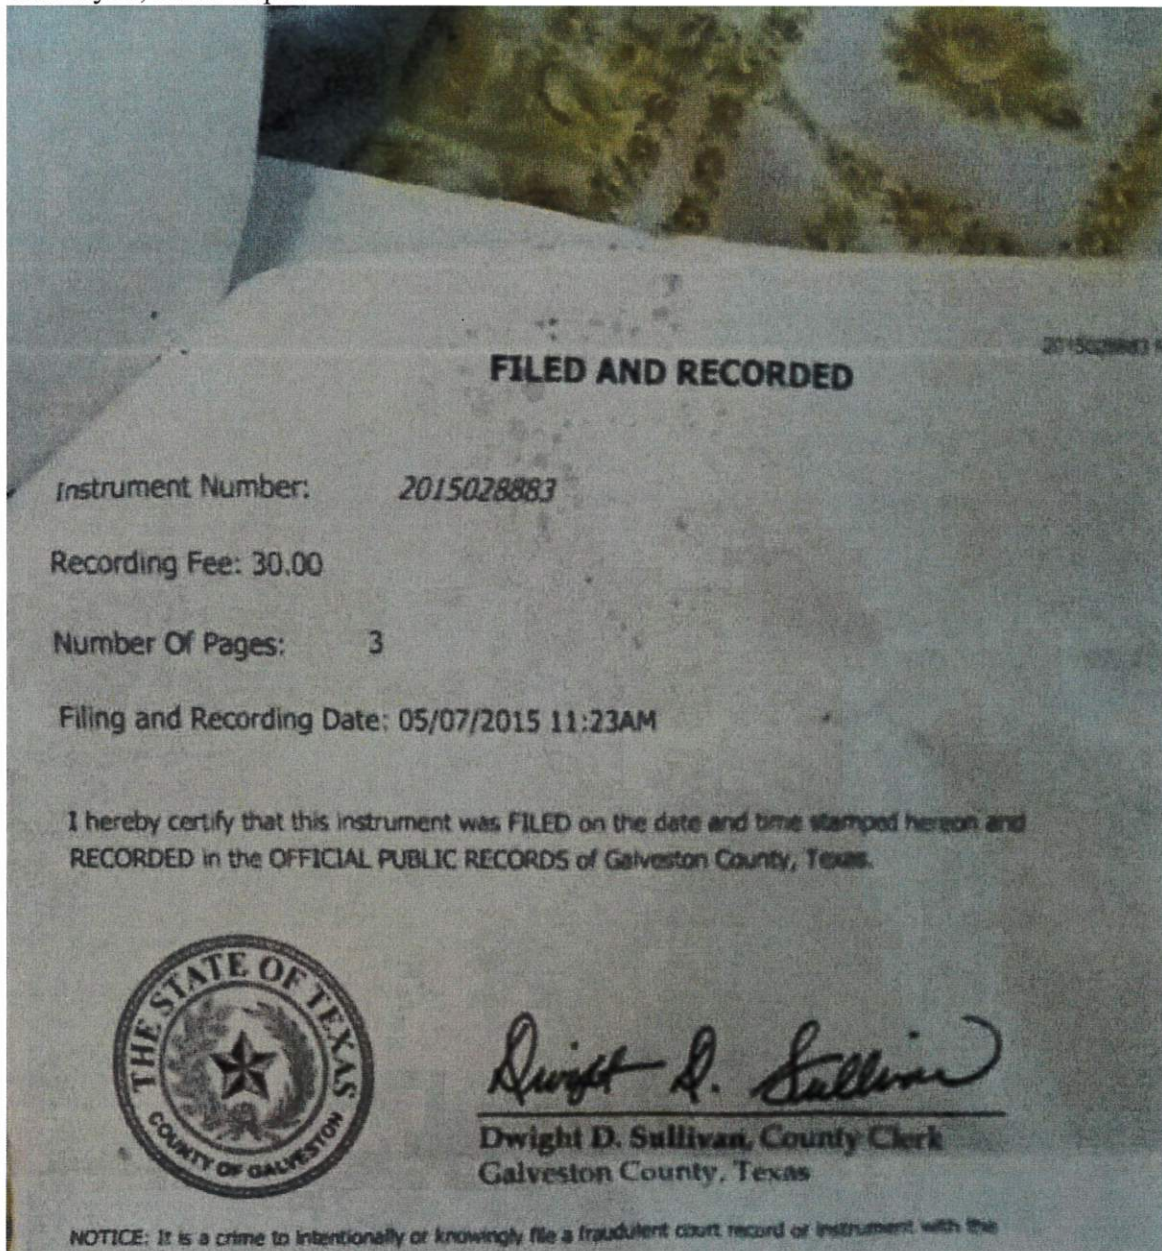 2015028883
FILED AND RECORDED
Instrument Number: 2015028883
Recording Fee: 30.00
Number Of Pages: 3
Filing and Recording Date: 05/07/2015 11:23AM
I hereby certify that this instrument was FILED on the date and time stamped hereon and
RECORDED in the OFFICIAL PUBLIC RECORDS of Galveston County, Texas.
THE STATE OF TEXAS
COUNTY OF GALVESTON
Dwight D. Sullivan
Dwight D. Sullivan, County Clerk
Galveston County, Texas
NOTICE: It is a crime to intentionally or knowingly file a fraudulent court record or instrument with the